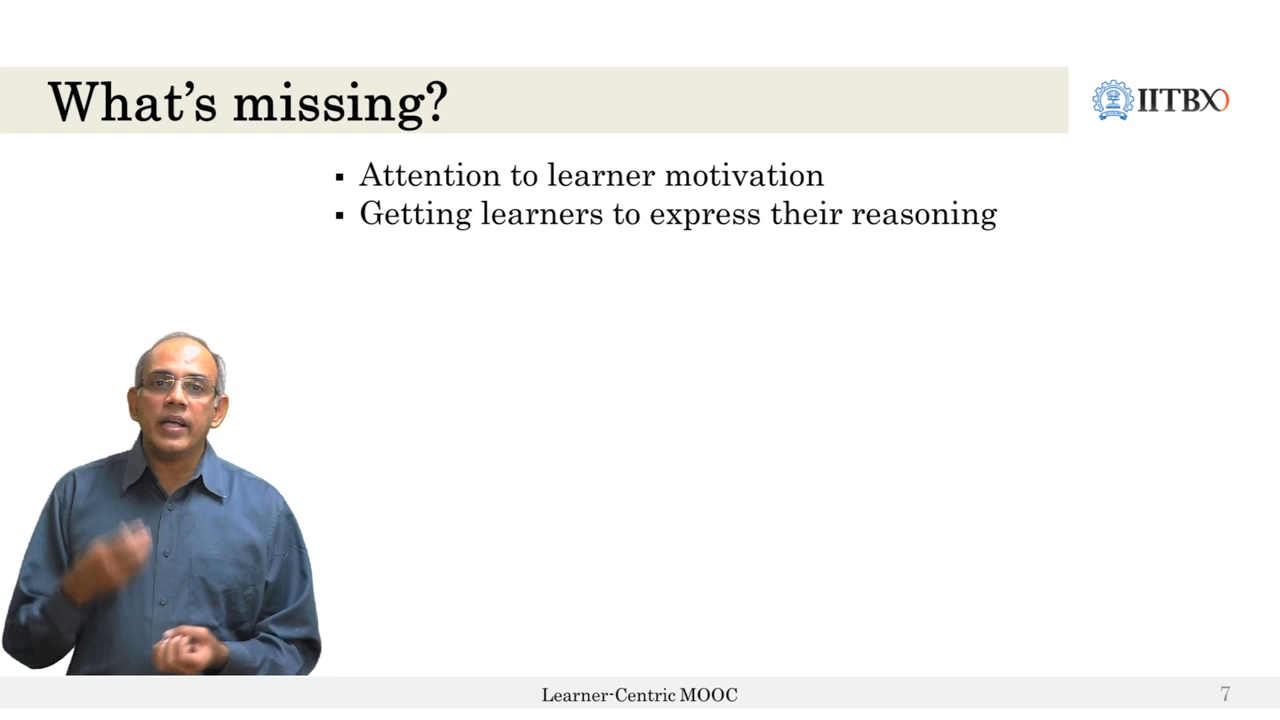 What's missing?
IITBX
▪ Attention to learner motivation
▪ Getting learners to express their reasoning
Learner-Centric MOOC
7